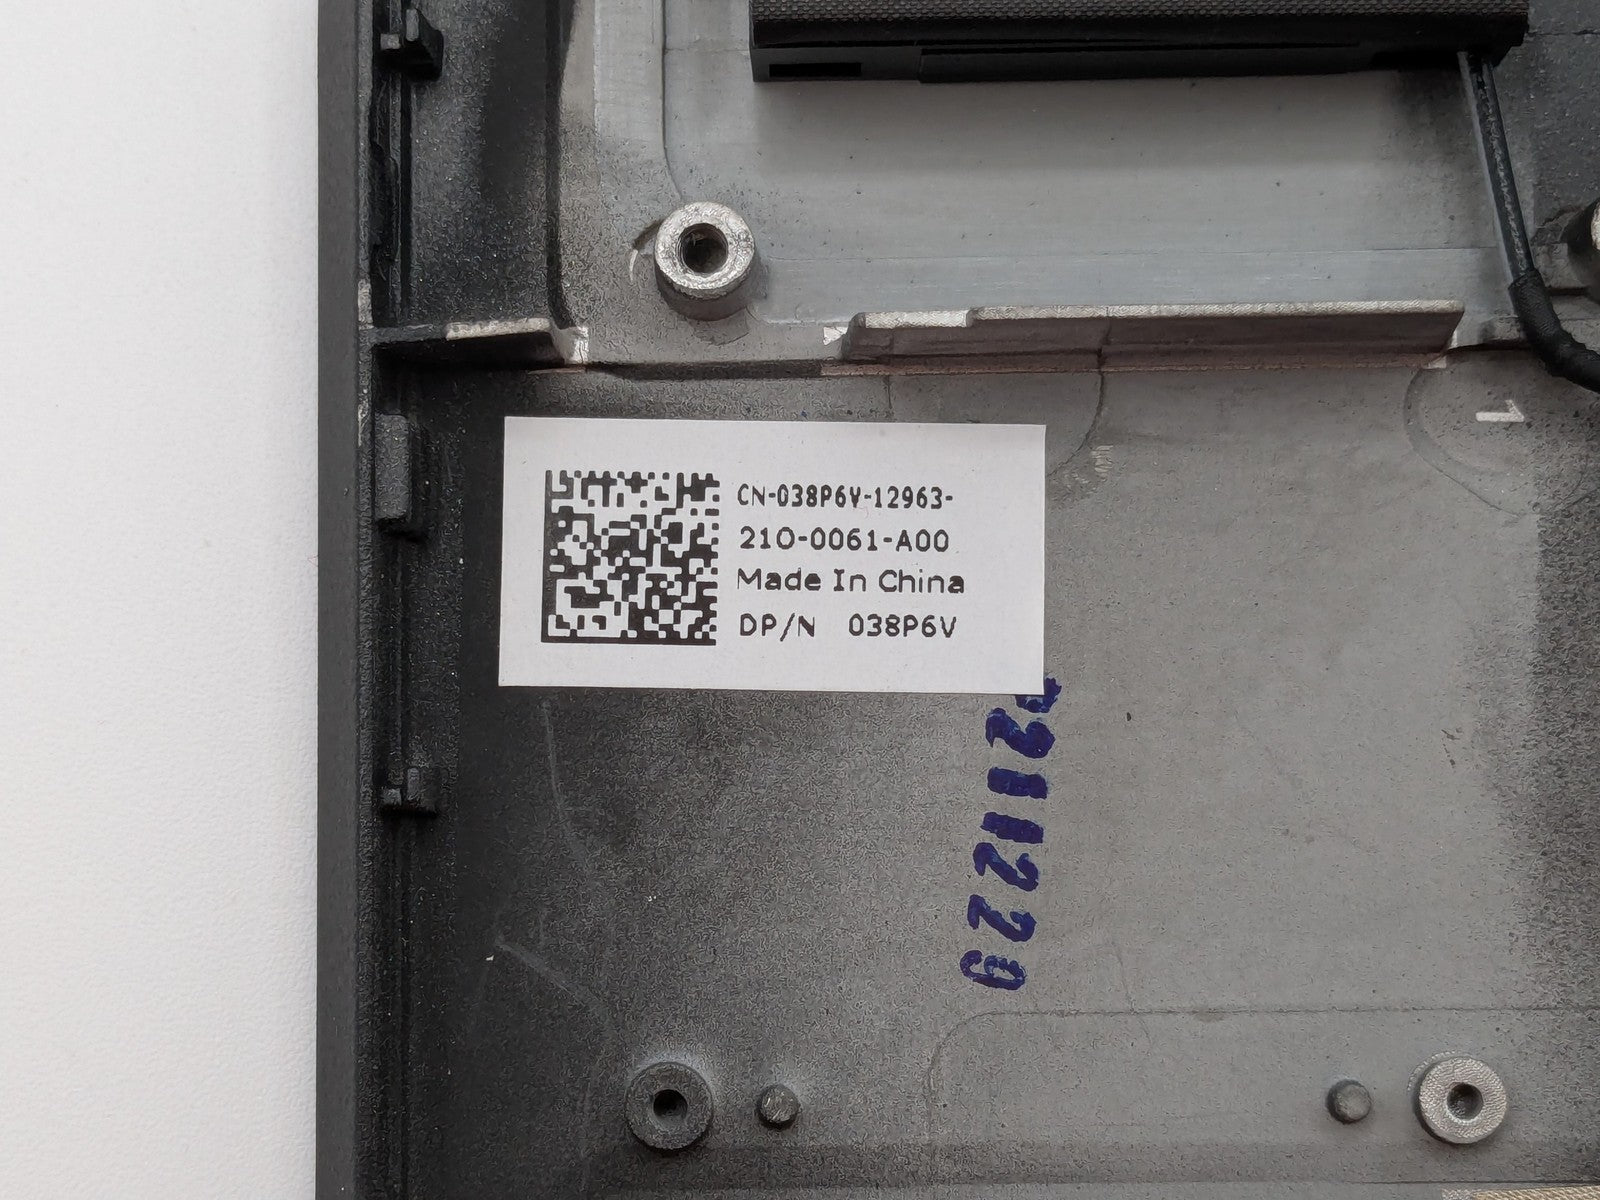 CN-038P6V-12963-
210-0061-A00
Made In China
DP/N 038P6V